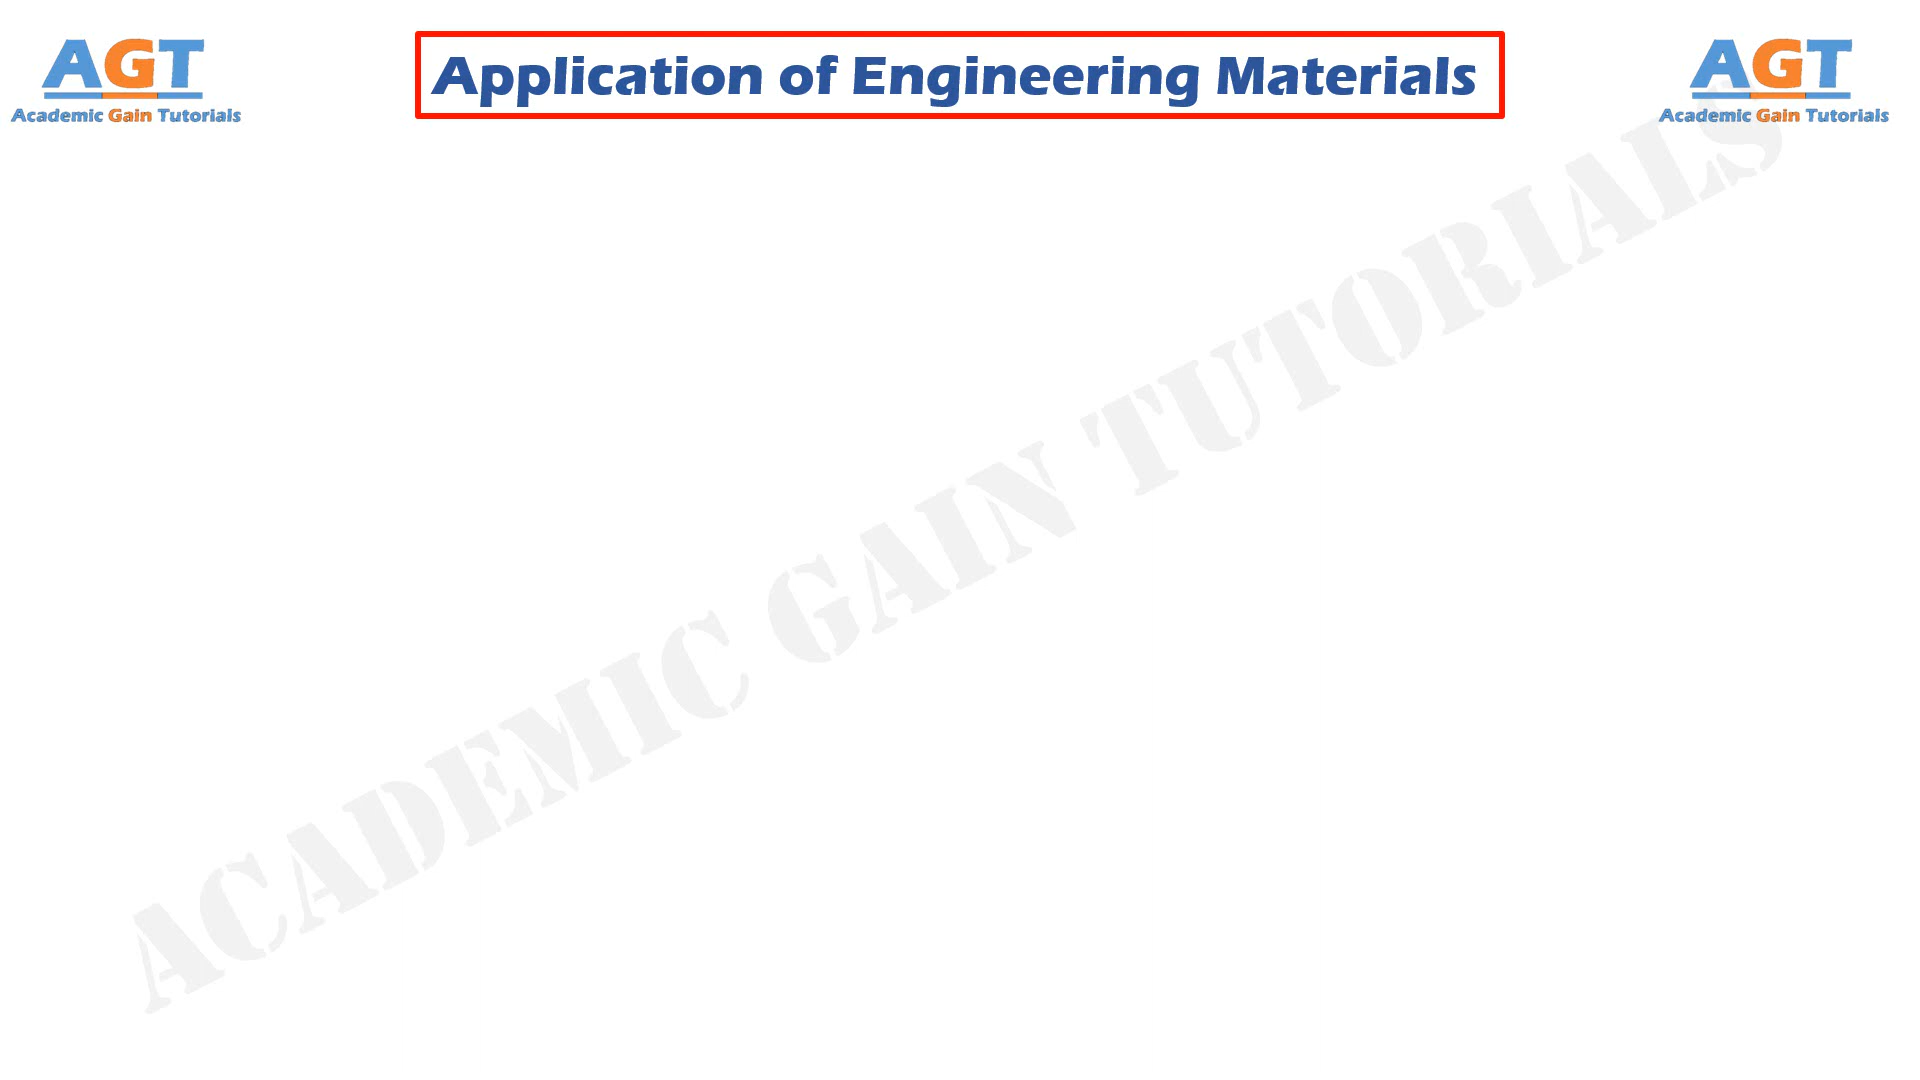 AGT
Academic Gain Tutorials
Application of Engineering Materials
AGT
Academic Gain Tutorials
ACADEMIC GAIN TUTORIALS